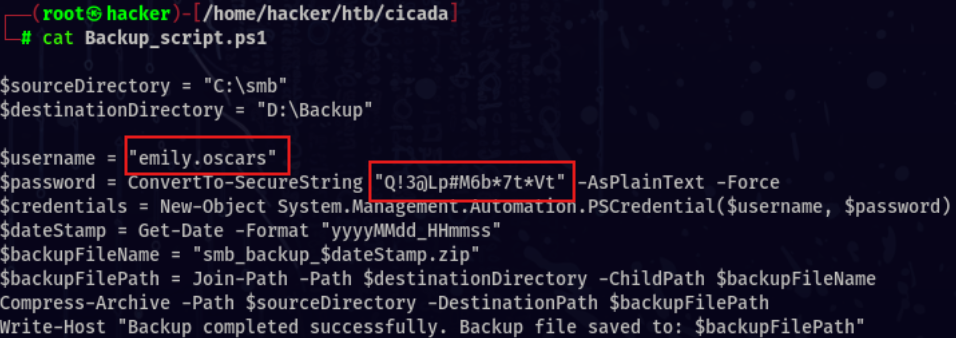 ┌──(root㉿hacker)-[/home/hacker/htb/cicada]
└─# cat Backup_script.ps1
$sourceDirectory = "C:\smb"
$destinationDirectory = "D:\Backup"
$username = "emily.oscars"
$password = ConvertTo-SecureString "Q!3@Lp#M6b*7t*Vt" -AsPlainText -Force
$credentials = New-Object System.Management.Automation.PSCredential($username, $password)
$dateStamp = Get-Date -Format "yyyyMMdd_HHmmss"
$backupFileName = "smb_backup_$dateStamp.zip"
$backupFilePath = Join-Path -Path $destinationDirectory -ChildPath $backupFileName
Compress-Archive -Path $sourceDirectory -DestinationPath $backupFilePath
Write-Host "Backup completed successfully. Backup file saved to: $backupFilePath"